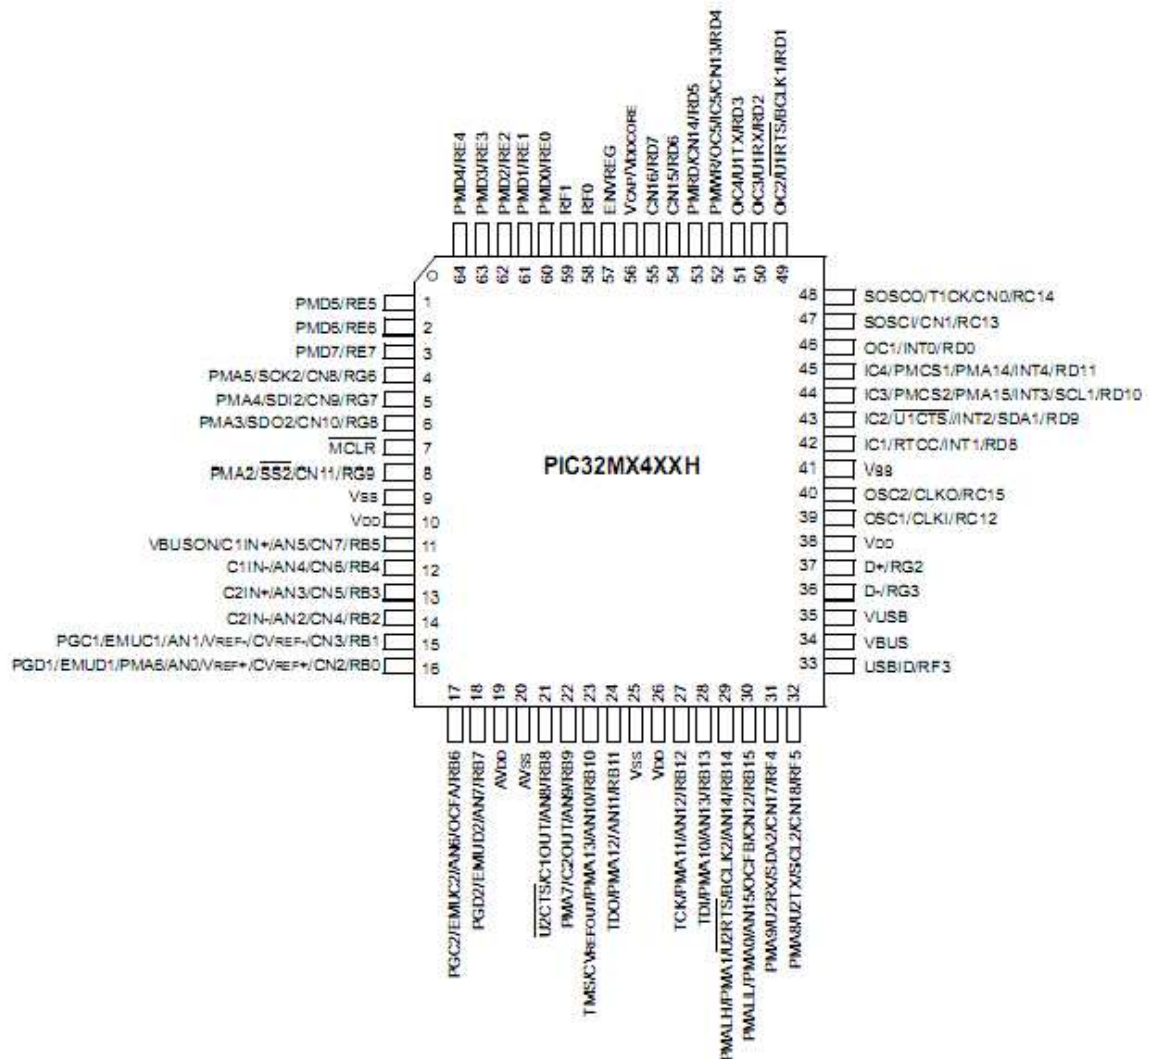 PMD4/RE4
PMD3/RE3
PMD2/RE2
PMD1/RE1
PMD0/RE0
RF1
RF0
ENVREG
VCAP/VDDCORE
CN16/RD7
CN15/RD6
PMRD/CN14/RD5
PMWR/OC5/IC5/CN13/RD4
OC4/U1TX/RD3
OC3/U1RX/RD2
OC2/U1RTS/BCLK1/RD1
64 63 62 61 60 59 58 57 56 55 54 53 52 51 50 49
PMD5/RE5 1
PMD6/RE6 2
PMD7/RE7 3
PMA5/SCK2/CN8/RG6 4
PMA4/SDI2/CN9/RG7 5
PMA3/SDO2/CN10/RG8 6
MCLR 7
PMA2/SS2/CN11/RG9 8
VSS 9
VDD 10
VBUSON/C1IN+/AN5/CN7/RB5 11
C1IN-/AN4/CN6/RB4 12
C2IN+/AN3/CN5/RB3 13
C2IN-/AN2/CN4/RB2 14
PGC1/EMUC1/AN1/VREF-/CVREF-/CN3/RB1 15
PGD1/EMUD1/PMA6/AN0/VREF+/CVREF+/CN2/RB0 16
PIC32MX4XXH
48 SOSCO/T1CK/CN0/RC14
47 SOSCI/CN1/RC13
46 OC1/INT0/RD0
45 IC4/PMCS1/PMA14/INT4/RD11
44 IC3/PMCS2/PMA15/INT3/SCL1/RD10
43 IC2/U1CTS//INT2/SDA1/RD9
42 IC1/RTCC/INT1/RD8
41 VSS
40 OSC2/CLKO/RC15
39 OSC1/CLKI/RC12
38 VDD
37 D+/RG2
36 D-/RG3
35 VUSB
34 VBUS
33 USBID/RF3
17 18 19 20 21 22 23 24 25 26 27 28 29 30 31 32
PGC2/EMUC2/AN6/OCFA/RB6
PGD2/EMUD2/AN7/RB7
AVDD
AVSS
U2CTS/C1OUT/AN8/RB8
PMA7/C2OUT/AN9/RB9
TMS/CVREFOUT/PMA13/AN10/RB10
TDO/PMA12/AN11/RB11
VSS
VDD
TCK/PMA11/AN12/RB12
TDI/PMA10/AN13/RB13
PMALH/PMA1/U2RTS/BCLK2/AN14/RB14
PMALL/PMA0/AN15/OCFB/CN12/RB15
PMA9/U2RX/SDA2/CN17/RF4
PMA8/U2TX/SCL2/CN18/RF5